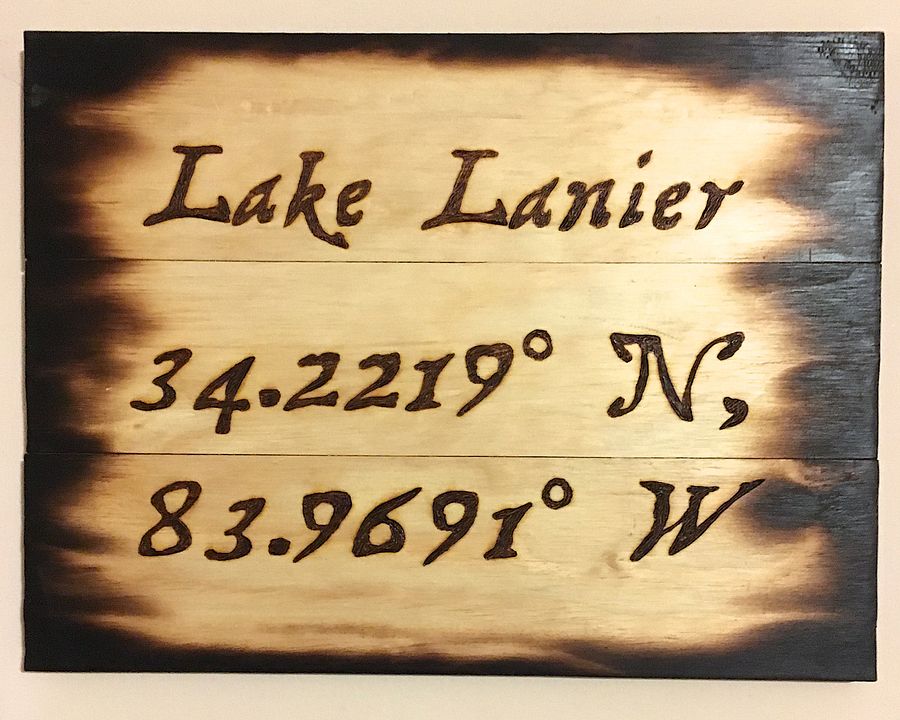 Lake Lanier
34.2219° N,
83.9691° W